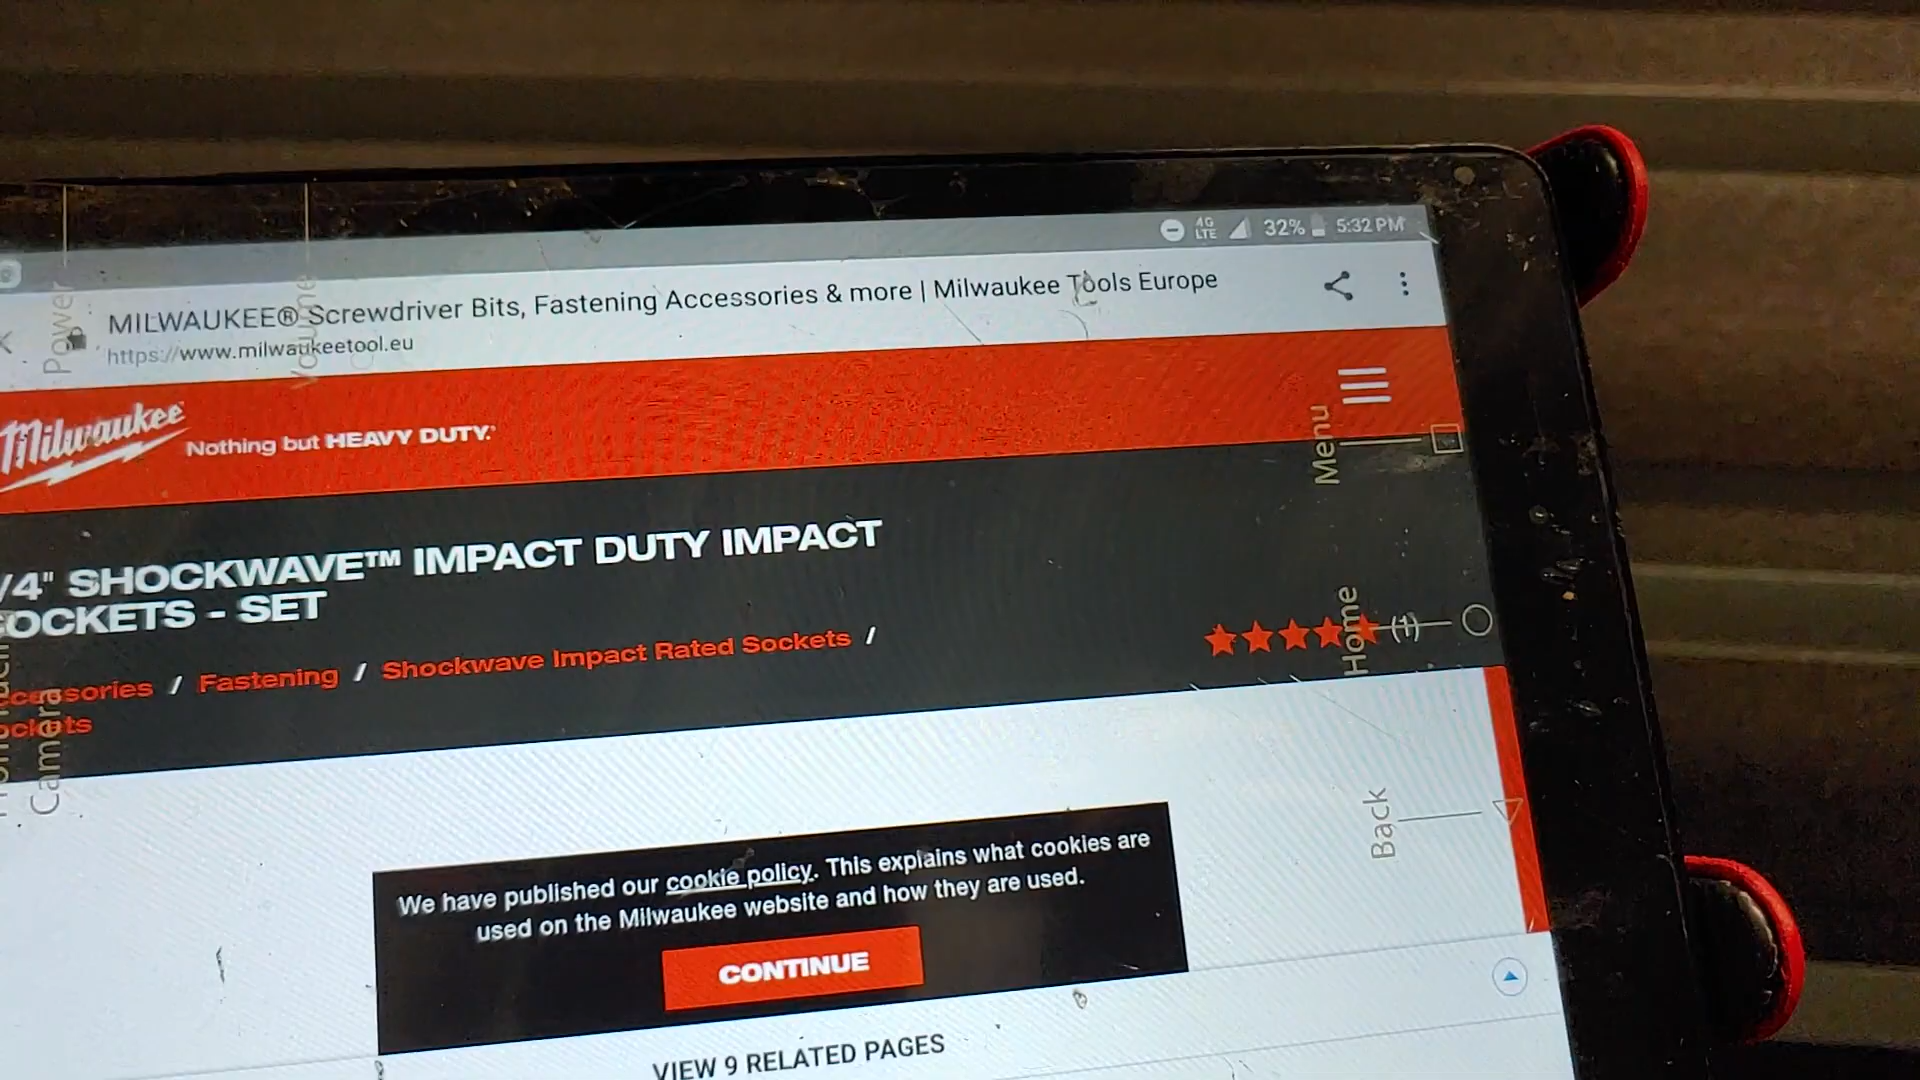 4G LTE 32% 5:32 PM
MILWAUKEE® Screwdriver Bits, Fastening Accessories & more | Milwaukee Tools Europe
https://www.milwaukeetool.eu
Power
Volume
Milwaukee
Nothing but HEAVY DUTY.®
Menu
/4" SHOCKWAVE™ IMPACT DUTY IMPACT
OCKETS - SET
ccessories / Fastening / Shockwave Impact Rated Sockets /
ockets
(1)
Home
Camera
Back
We have published our cookie policy. This explains what cookies are
used on the Milwaukee website and how they are used.
CONTINUE
VIEW 9 RELATED PAGES